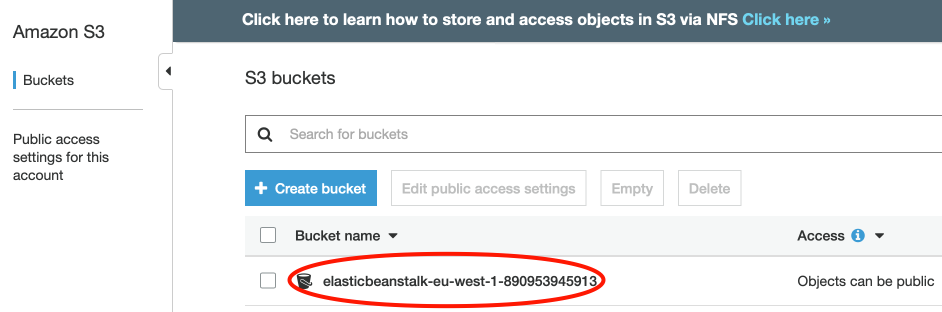 Click here to learn how to store and access objects in S3 via NFS Click here »
Amazon S3
Buckets
Public access
settings for this
account
S3 buckets
Search for buckets
Create bucket
Edit public access settings
Empty
Delete
Bucket name
Access
elasticbeanstalk-eu-west-1-890953945913
Objects can be public